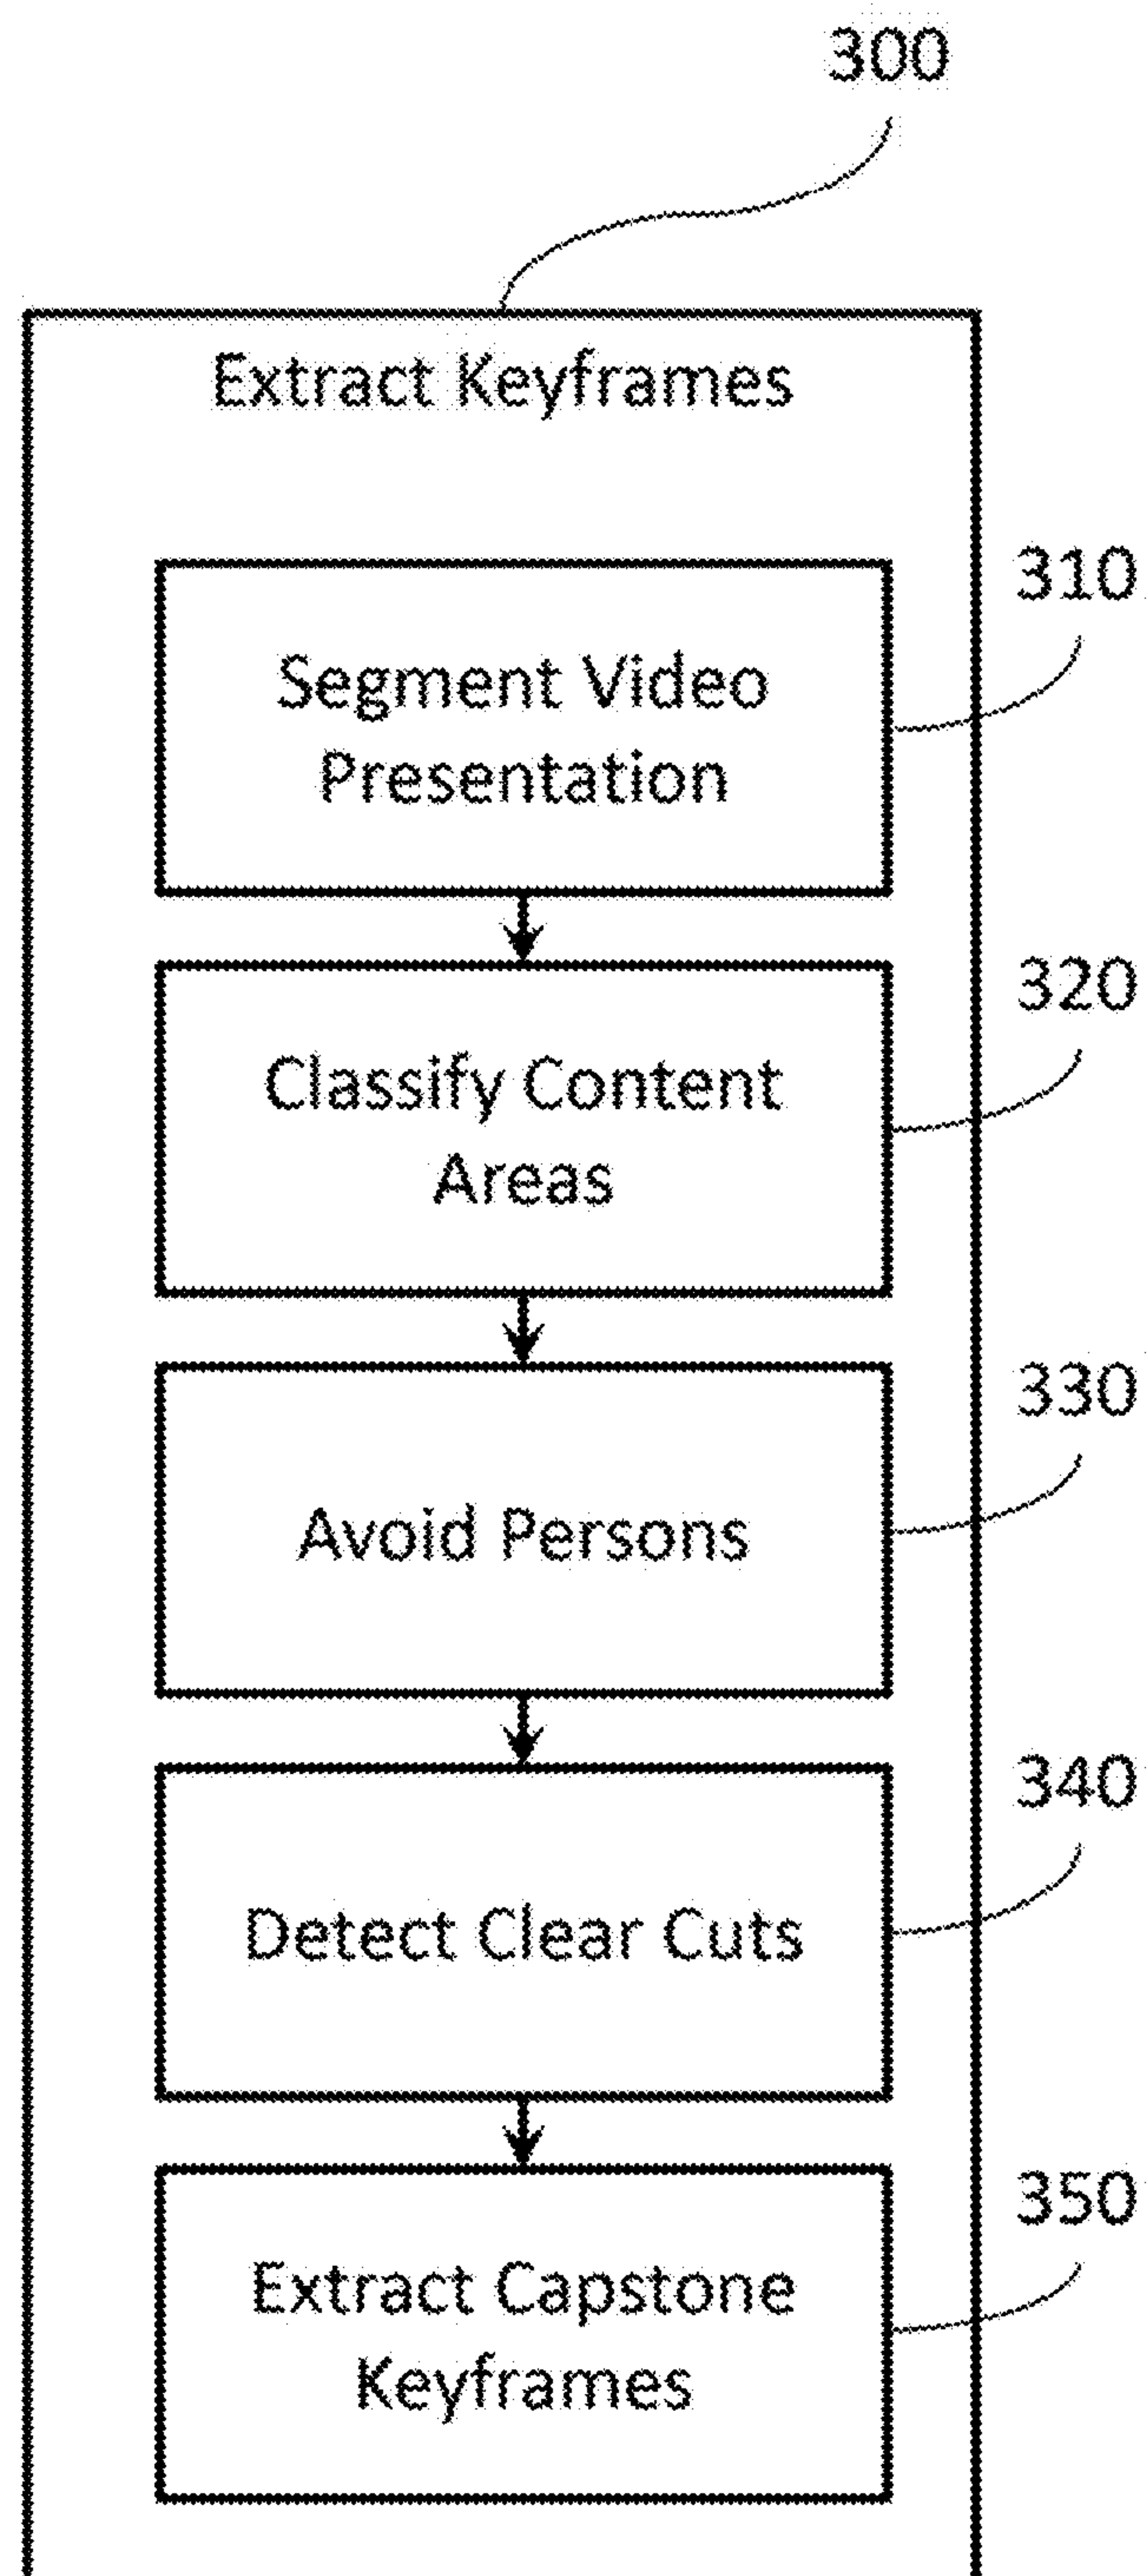 300
Extract Keyframes
310
Segment Video
Presentation
320
Classify Content
Areas
330
Avoid Persons
340
Detect Clear Cuts
350
Extract Capstone
Keyframes